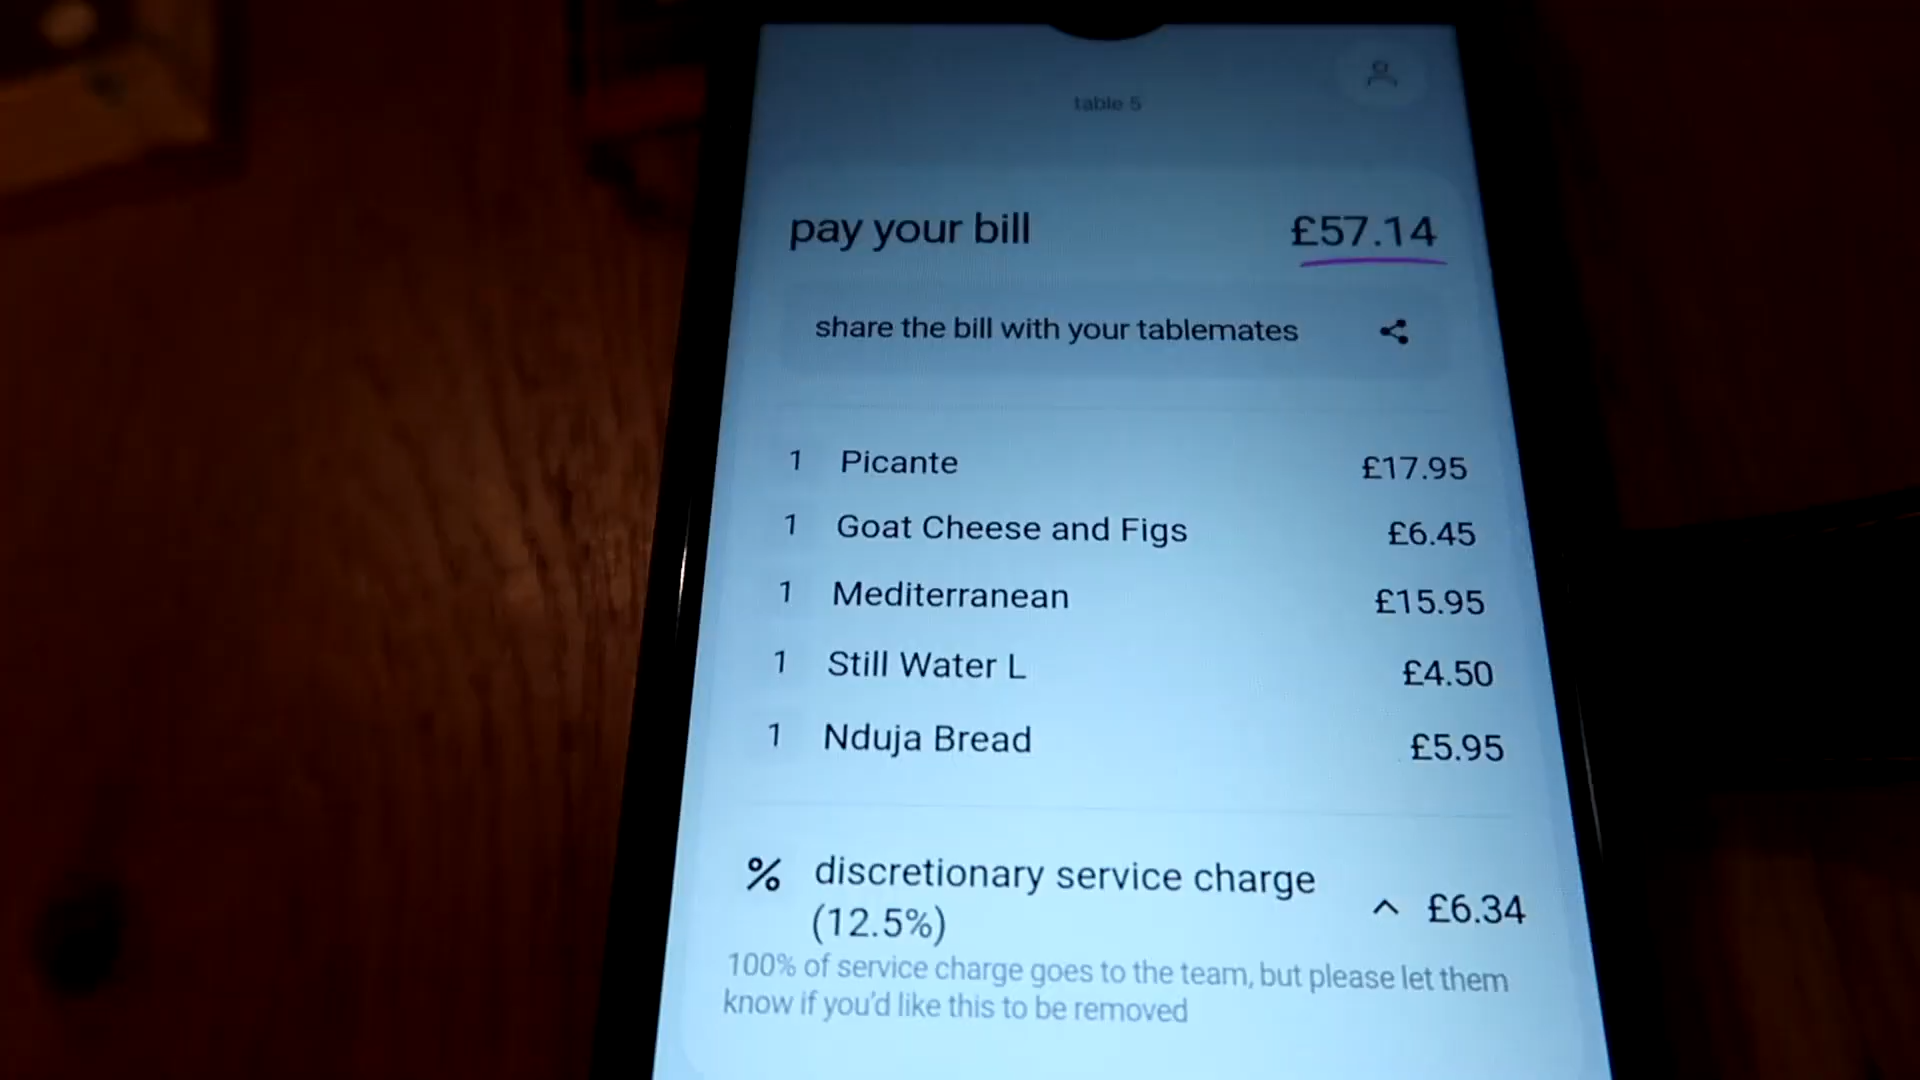 table 5
pay your bill £57.14
share the bill with your tablemates
1 Picante £17.95
1 Goat Cheese and Figs £6.45
1 Mediterranean £15.95
1 Still Water L £4.50
1 Nduja Bread £5.95
% discretionary service charge
(12.5%) £6.34
100% of service charge goes to the team, but please let them
know if you'd like this to be removed